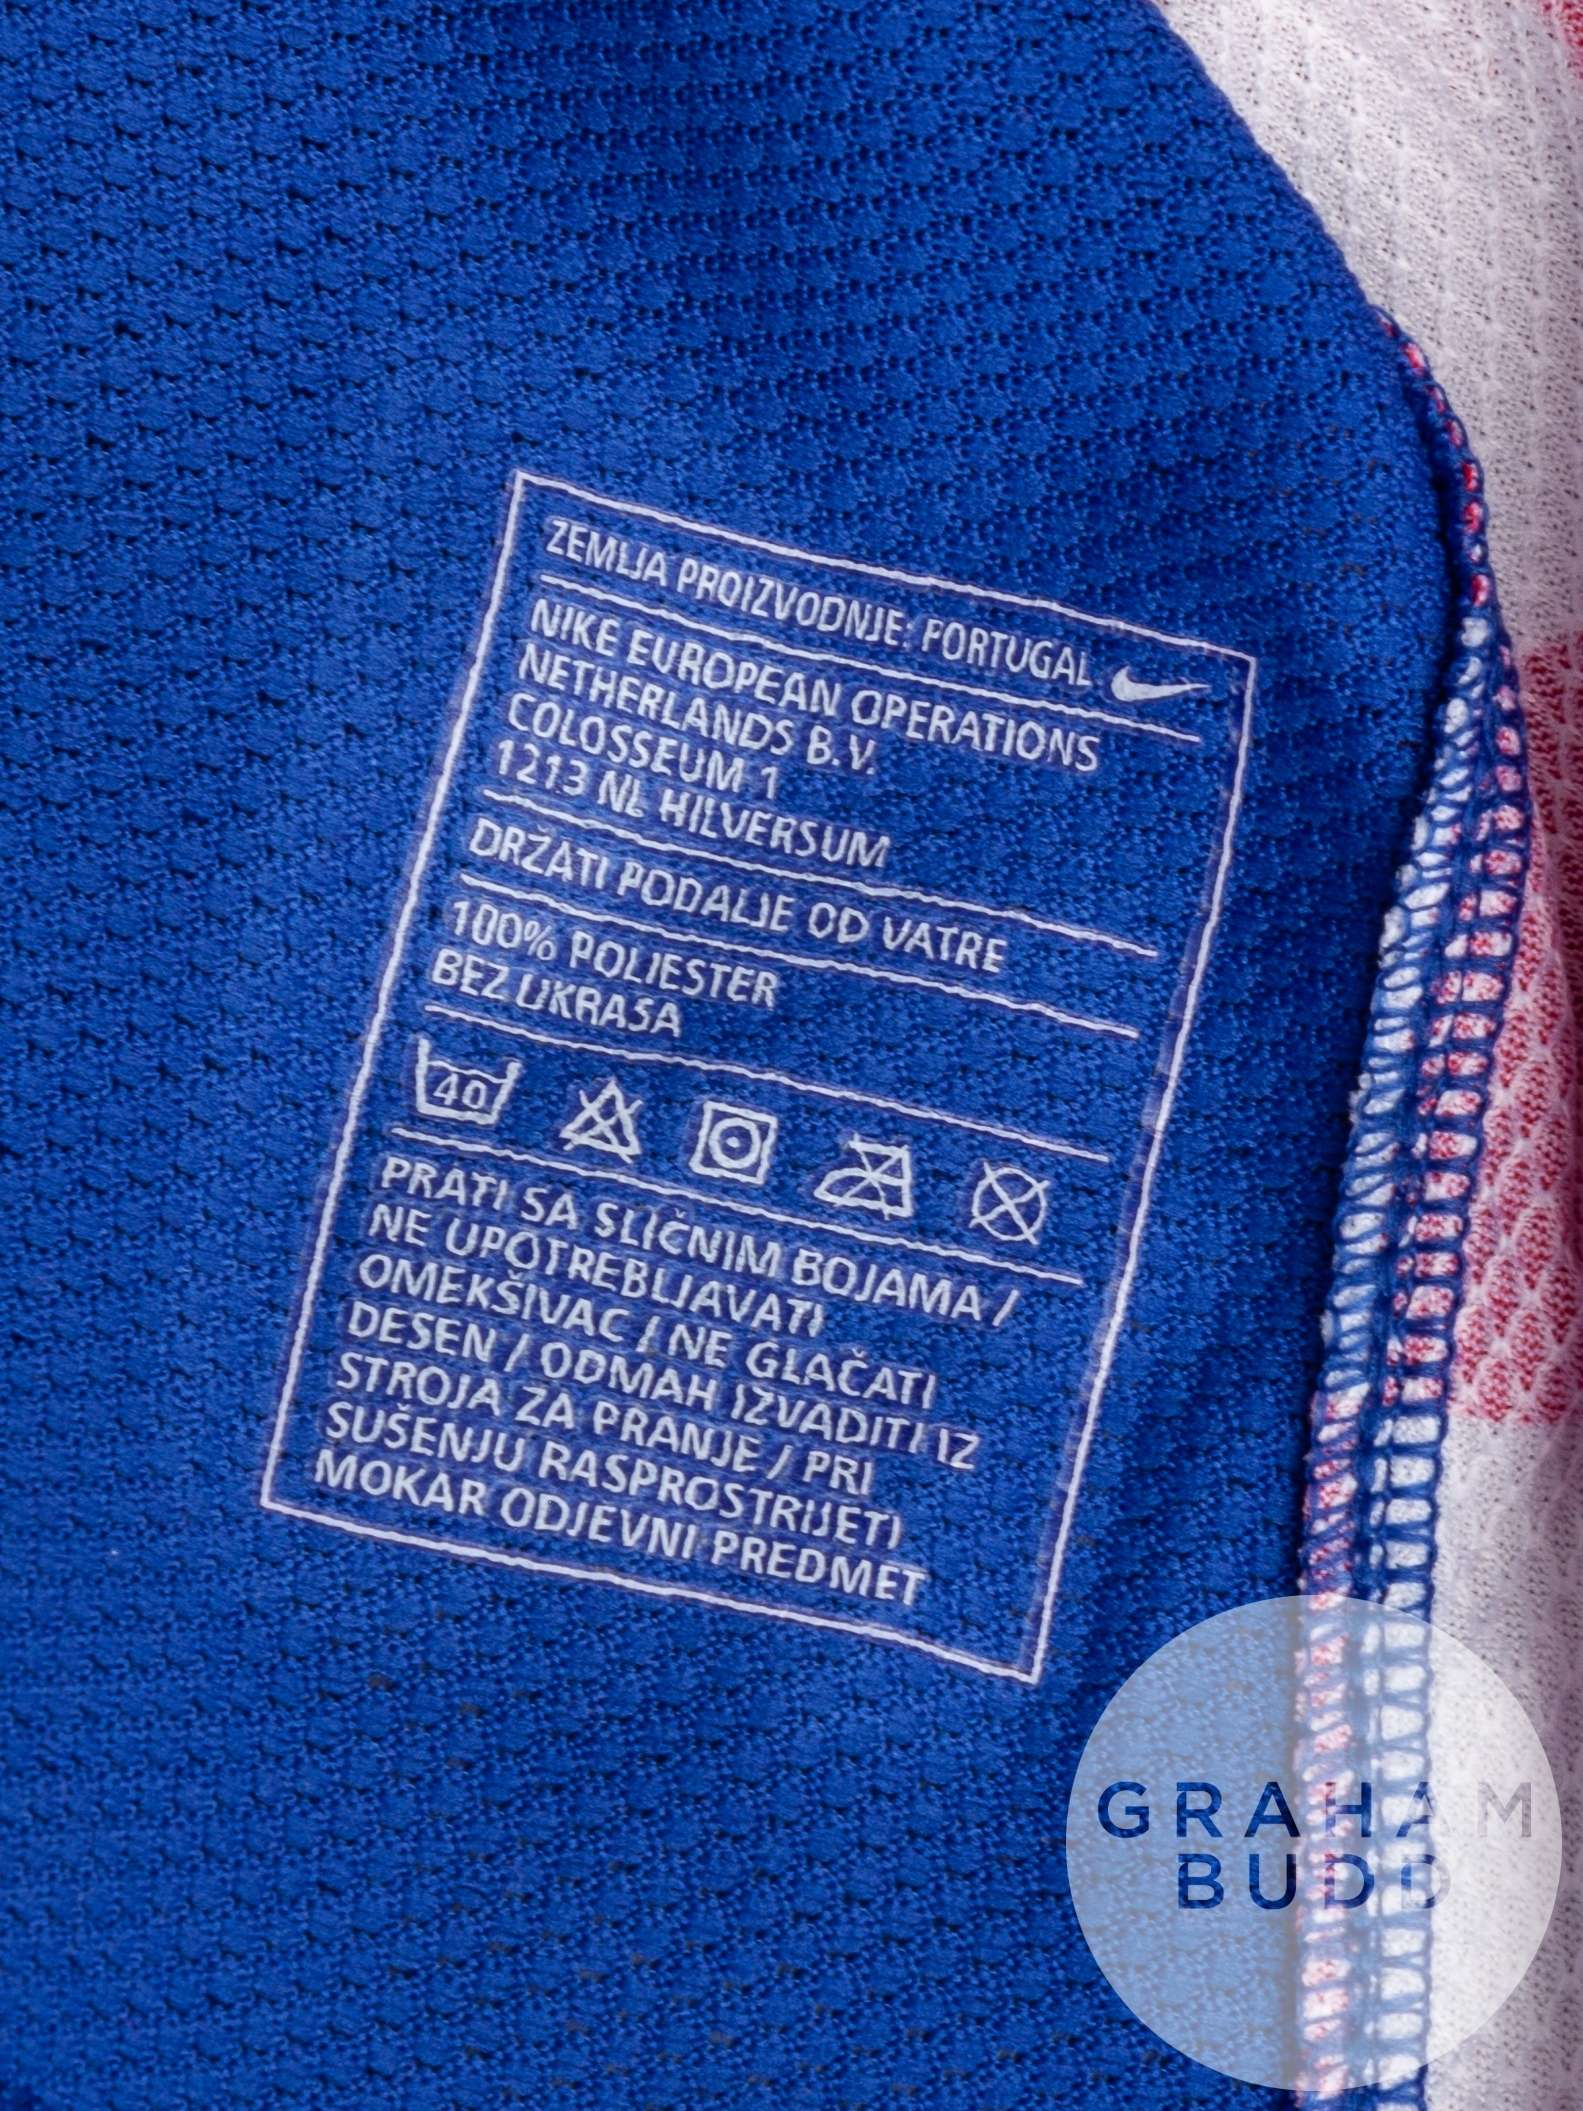 ZEMLJA PROIZVODNJE: PORTUGAL
NIKE EUROPEAN OPERATIONS
NETHERLANDS B.V.
COLOSSEUM 1
1213 NL HILVERSUM
DRŽATI PODALJE OD VATRE
100% POLIESTER
BEZ UKRASA
40
PRATI SA SLIČNIM BOJAMA /
NE UPOTREBLJAVATI
OMEKŠIVAC / NE GLAČATI
DESEN / ODMAH IZVADITI IZ
STROJA ZA PRANJE / PRI
SUŠENJU RASPROSTRIJETI
MOKAR ODJEVNI PREDMET
GRAHAM
BUDD